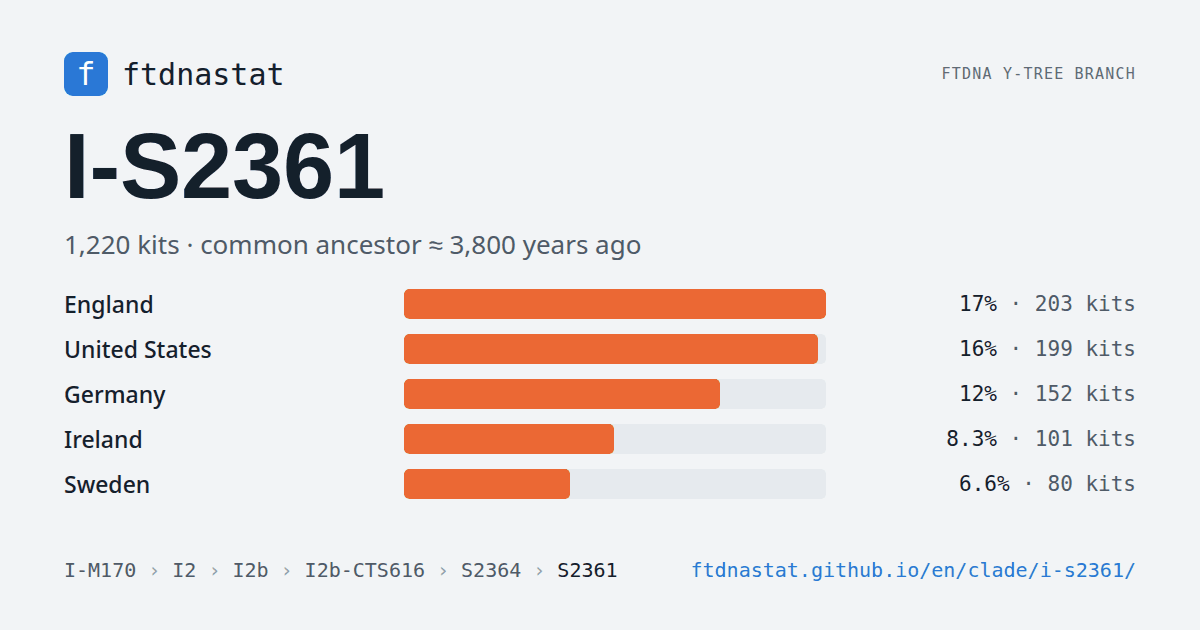 f ftdnastat
FTDNA Y-TREE BRANCH
I-S2361
1,220 kits · common ancestor ≈ 3,800 years ago
England 17% · 203 kits
United States 16% · 199 kits
Germany 12% · 152 kits
Ireland 8.3% · 101 kits
Sweden 6.6% · 80 kits
I-M170 › I2 › I2b › I2b-CTS616 › S2364 › S2361
ftdnastat.github.io/en/clade/i-s2361/